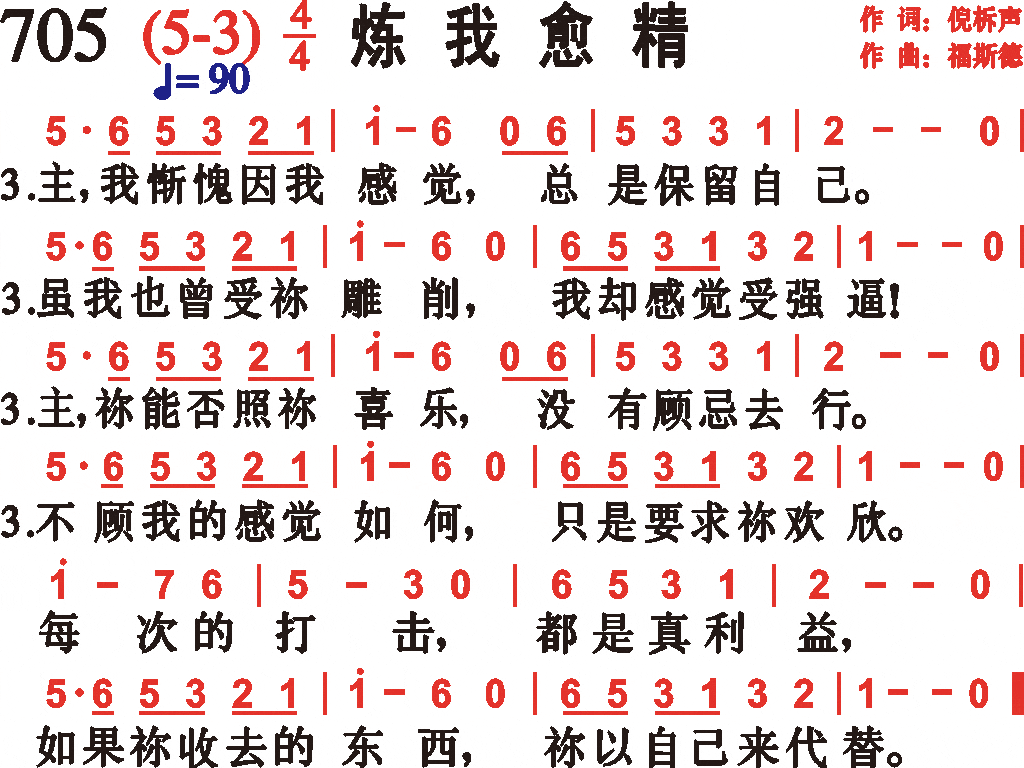 705 (5-3) 4/4 炼我愈精 作 词：倪柝声
♩= 90 作 曲：福斯德
5·6 5 3 2 1 | i - 6 0 6 | 5 3 3 1 | 2 - - 0 |
3.主，我惭愧因我 感 觉， 总 是保留自 己。
5·6 5 3 2 1 | i - 6 0 | 6 5 3 1 3 2 | 1 - - 0 |
3.虽我也曾受祢 雕 削， 我却感觉受强 逼！
5·6 5 3 2 1 | i - 6 0 6 | 5 3 3 1 | 2 - - 0 |
3.主，祢能否照祢 喜 乐， 没 有顾忌去 行。
5·6 5 3 2 1 | i - 6 0 | 6 5 3 1 3 2 | 1 - - 0 |
3.不 顾我的感觉 如 何， 只是要求祢欢 欣。
i - 7 6 | 5 - 3 0 | 6 5 3 1 | 2 - - 0 |
每 次的 打 击， 都是真利 益，
5·6 5 3 2 1 | i - 6 0 | 6 5 3 1 3 2 | 1 - - 0
如果祢收去的 东 西， 祢以自己来代 替。